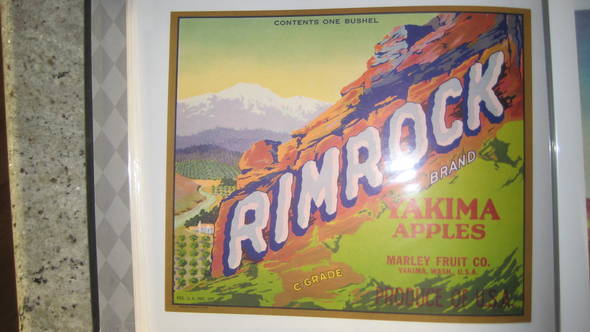 CONTENTS ONE BUSHEL
RIMROCK
BRAND
YAKIMA
APPLES
MARLEY FRUIT CO.
YAKIMA, WASH., U.S.A.
C-GRADE
PRODUCE OF U.S.A.